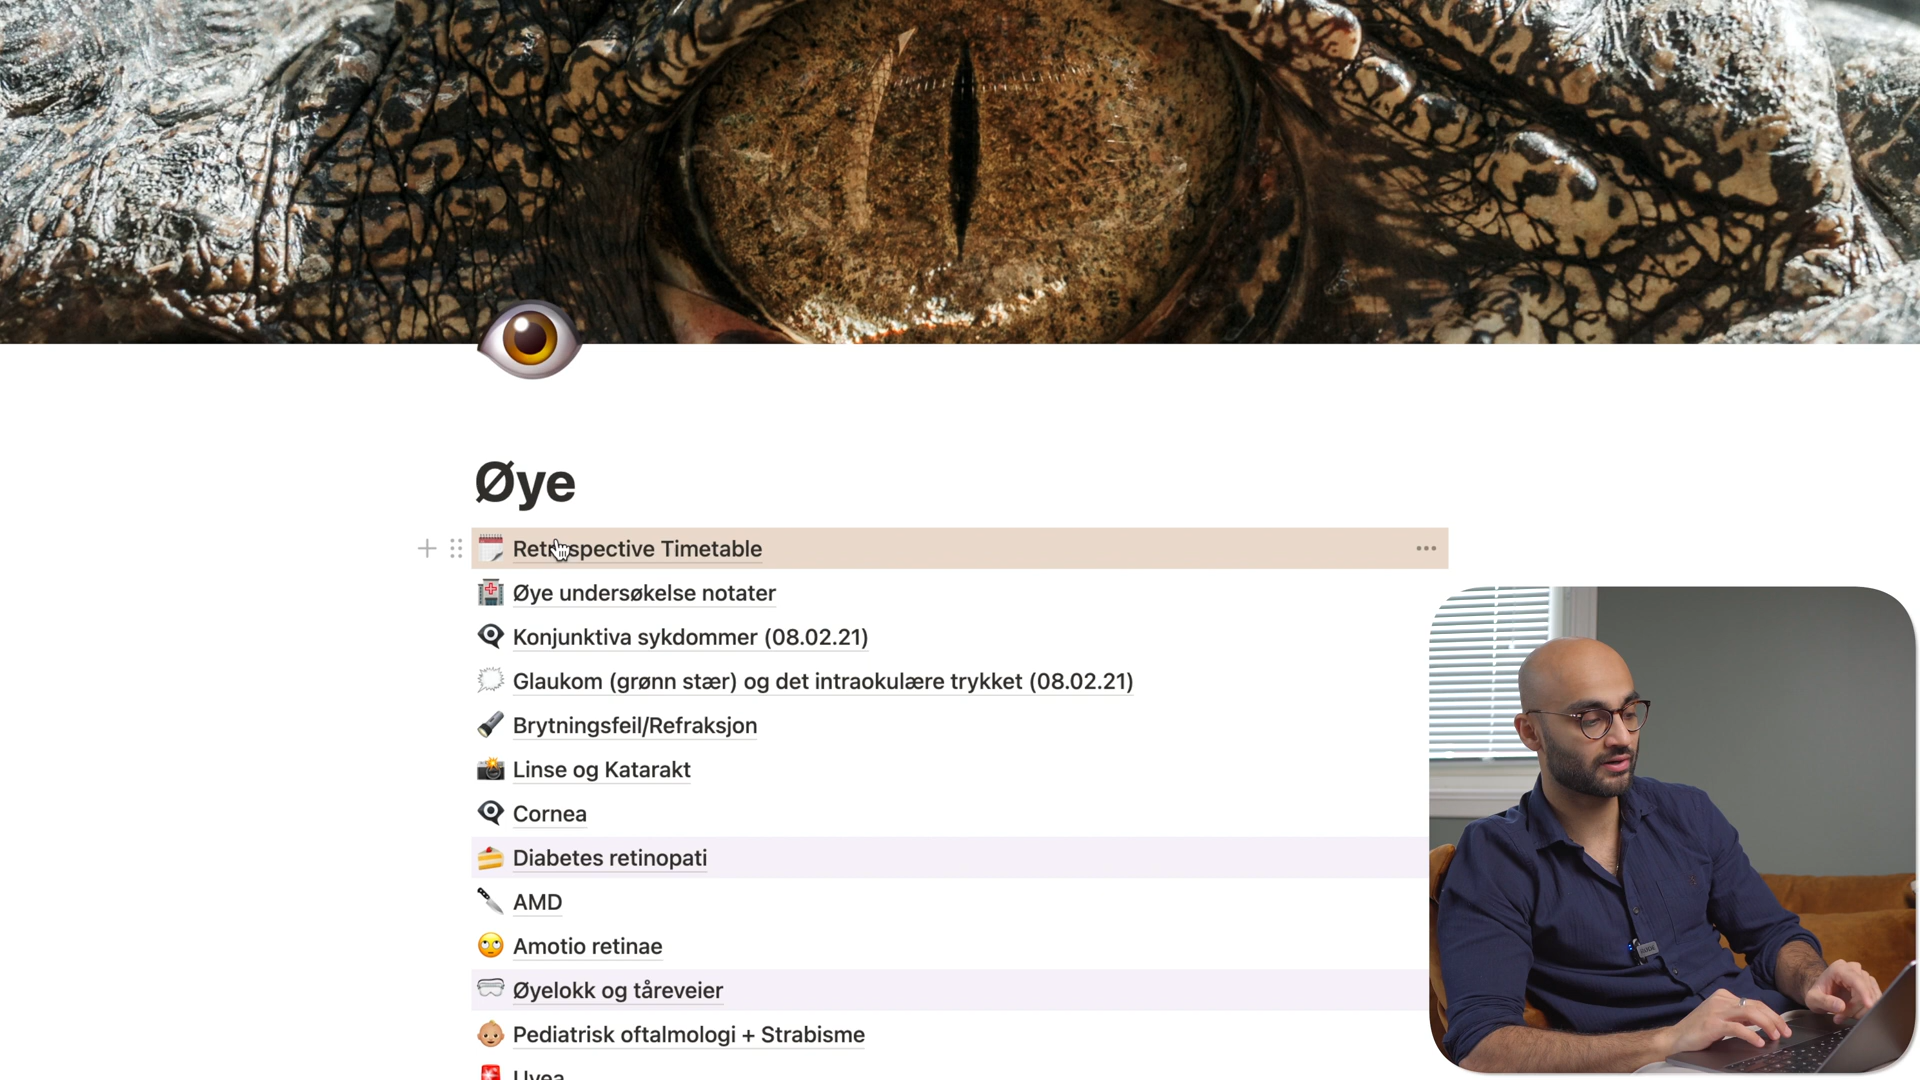 Øye
Retrospective Timetable
Øye undersøkelse notater
Konjunktiva sykdommer (08.02.21)
Glaukom (grønn stær) og det intraokulære trykket (08.02.21)
Brytningsfeil/Refraksjon
Linse og Katarakt
Cornea
Diabetes retinopati
AMD
Amotio retinae
Øyelokk og tåreveier
Pediatrisk oftalmologi + Strabisme
Uvea